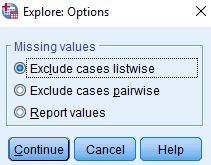 Explore: Options
Missing values
Exclude cases listwise
Exclude cases pairwise
Report values
Continue Cancel Help